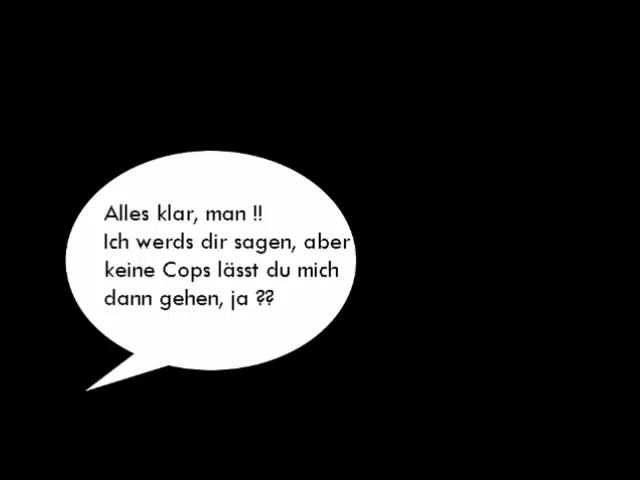 Alles klar, man !!
Ich werds dir sagen, aber
keine Cops lässt du mich
dann gehen, ja ??